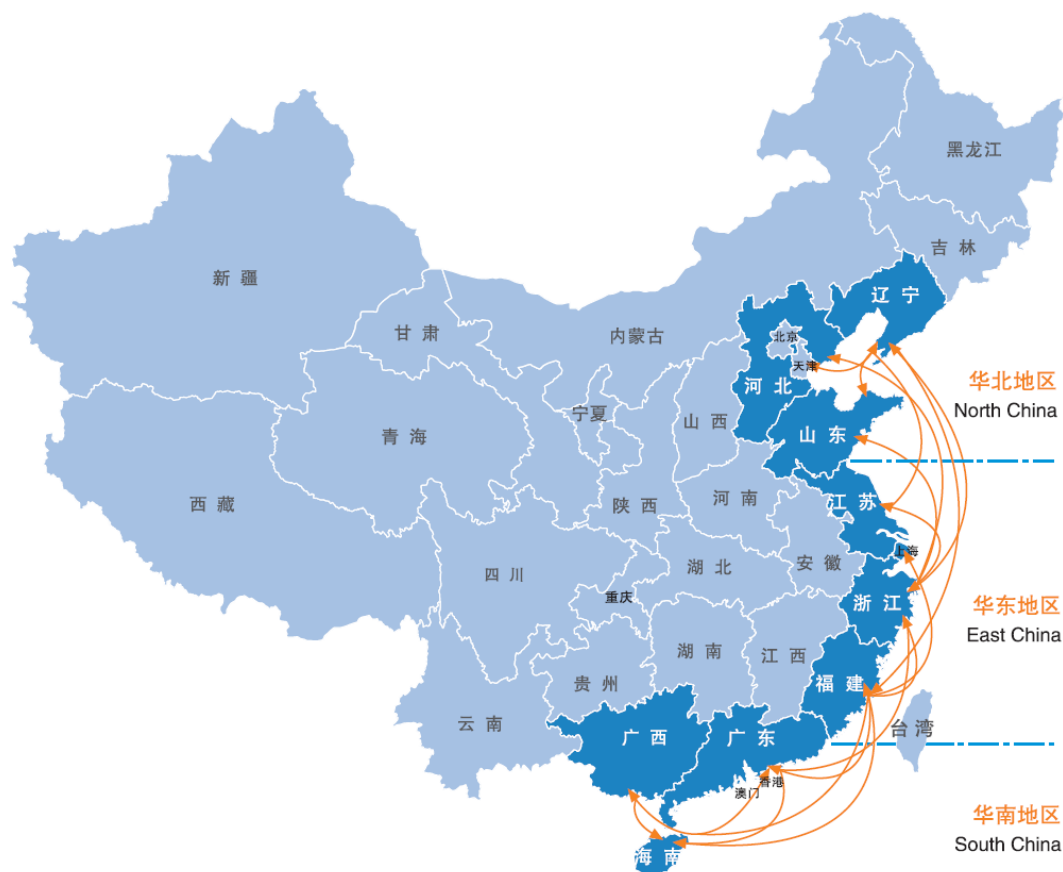 黑龙江
吉林
新疆
辽宁
甘肃
内蒙古
北京
天津
华北地区
North China
河北
宁夏
山西
青海
山东
西藏
陕西
河南
江苏
上海
安徽
湖北
四川
重庆
浙江
华东地区
East China
湖南
江西
贵州
福建
云南
广西
广东
台湾
香港
澳门
华南地区
South China
海南